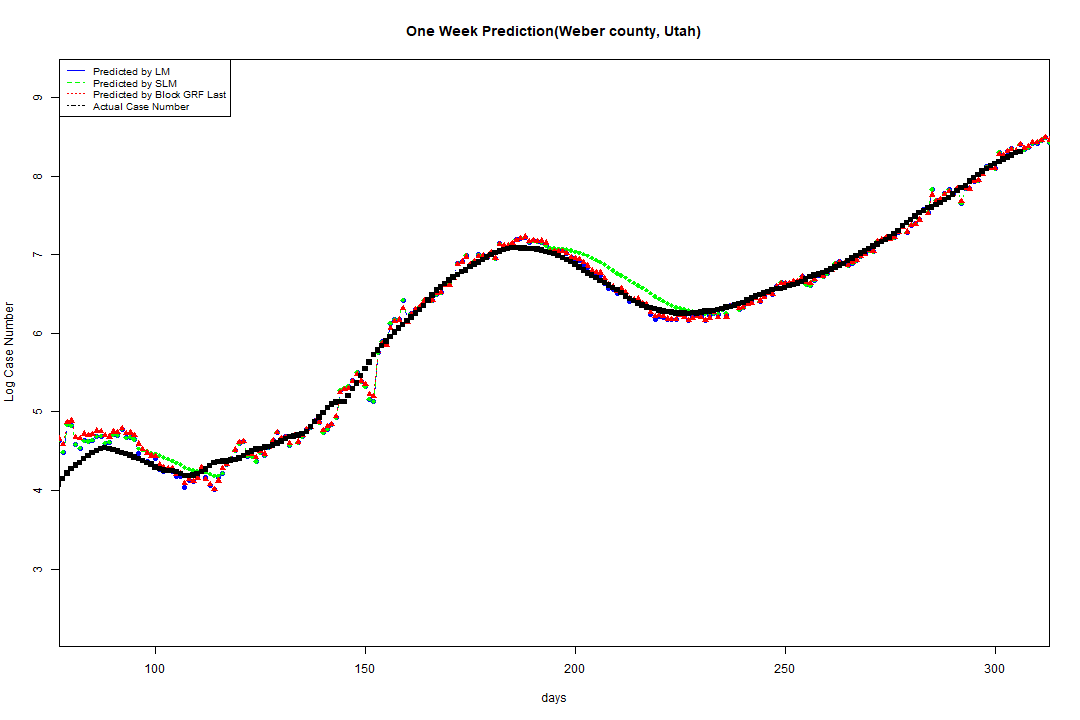 One Week Prediction(Weber county, Utah)
Predicted by LM
Predicted by SLM
Predicted by Block GRF Last
Actual Case Number
Log Case Number
9
8
7
6
5
4
3
100 150 200 250 300
days